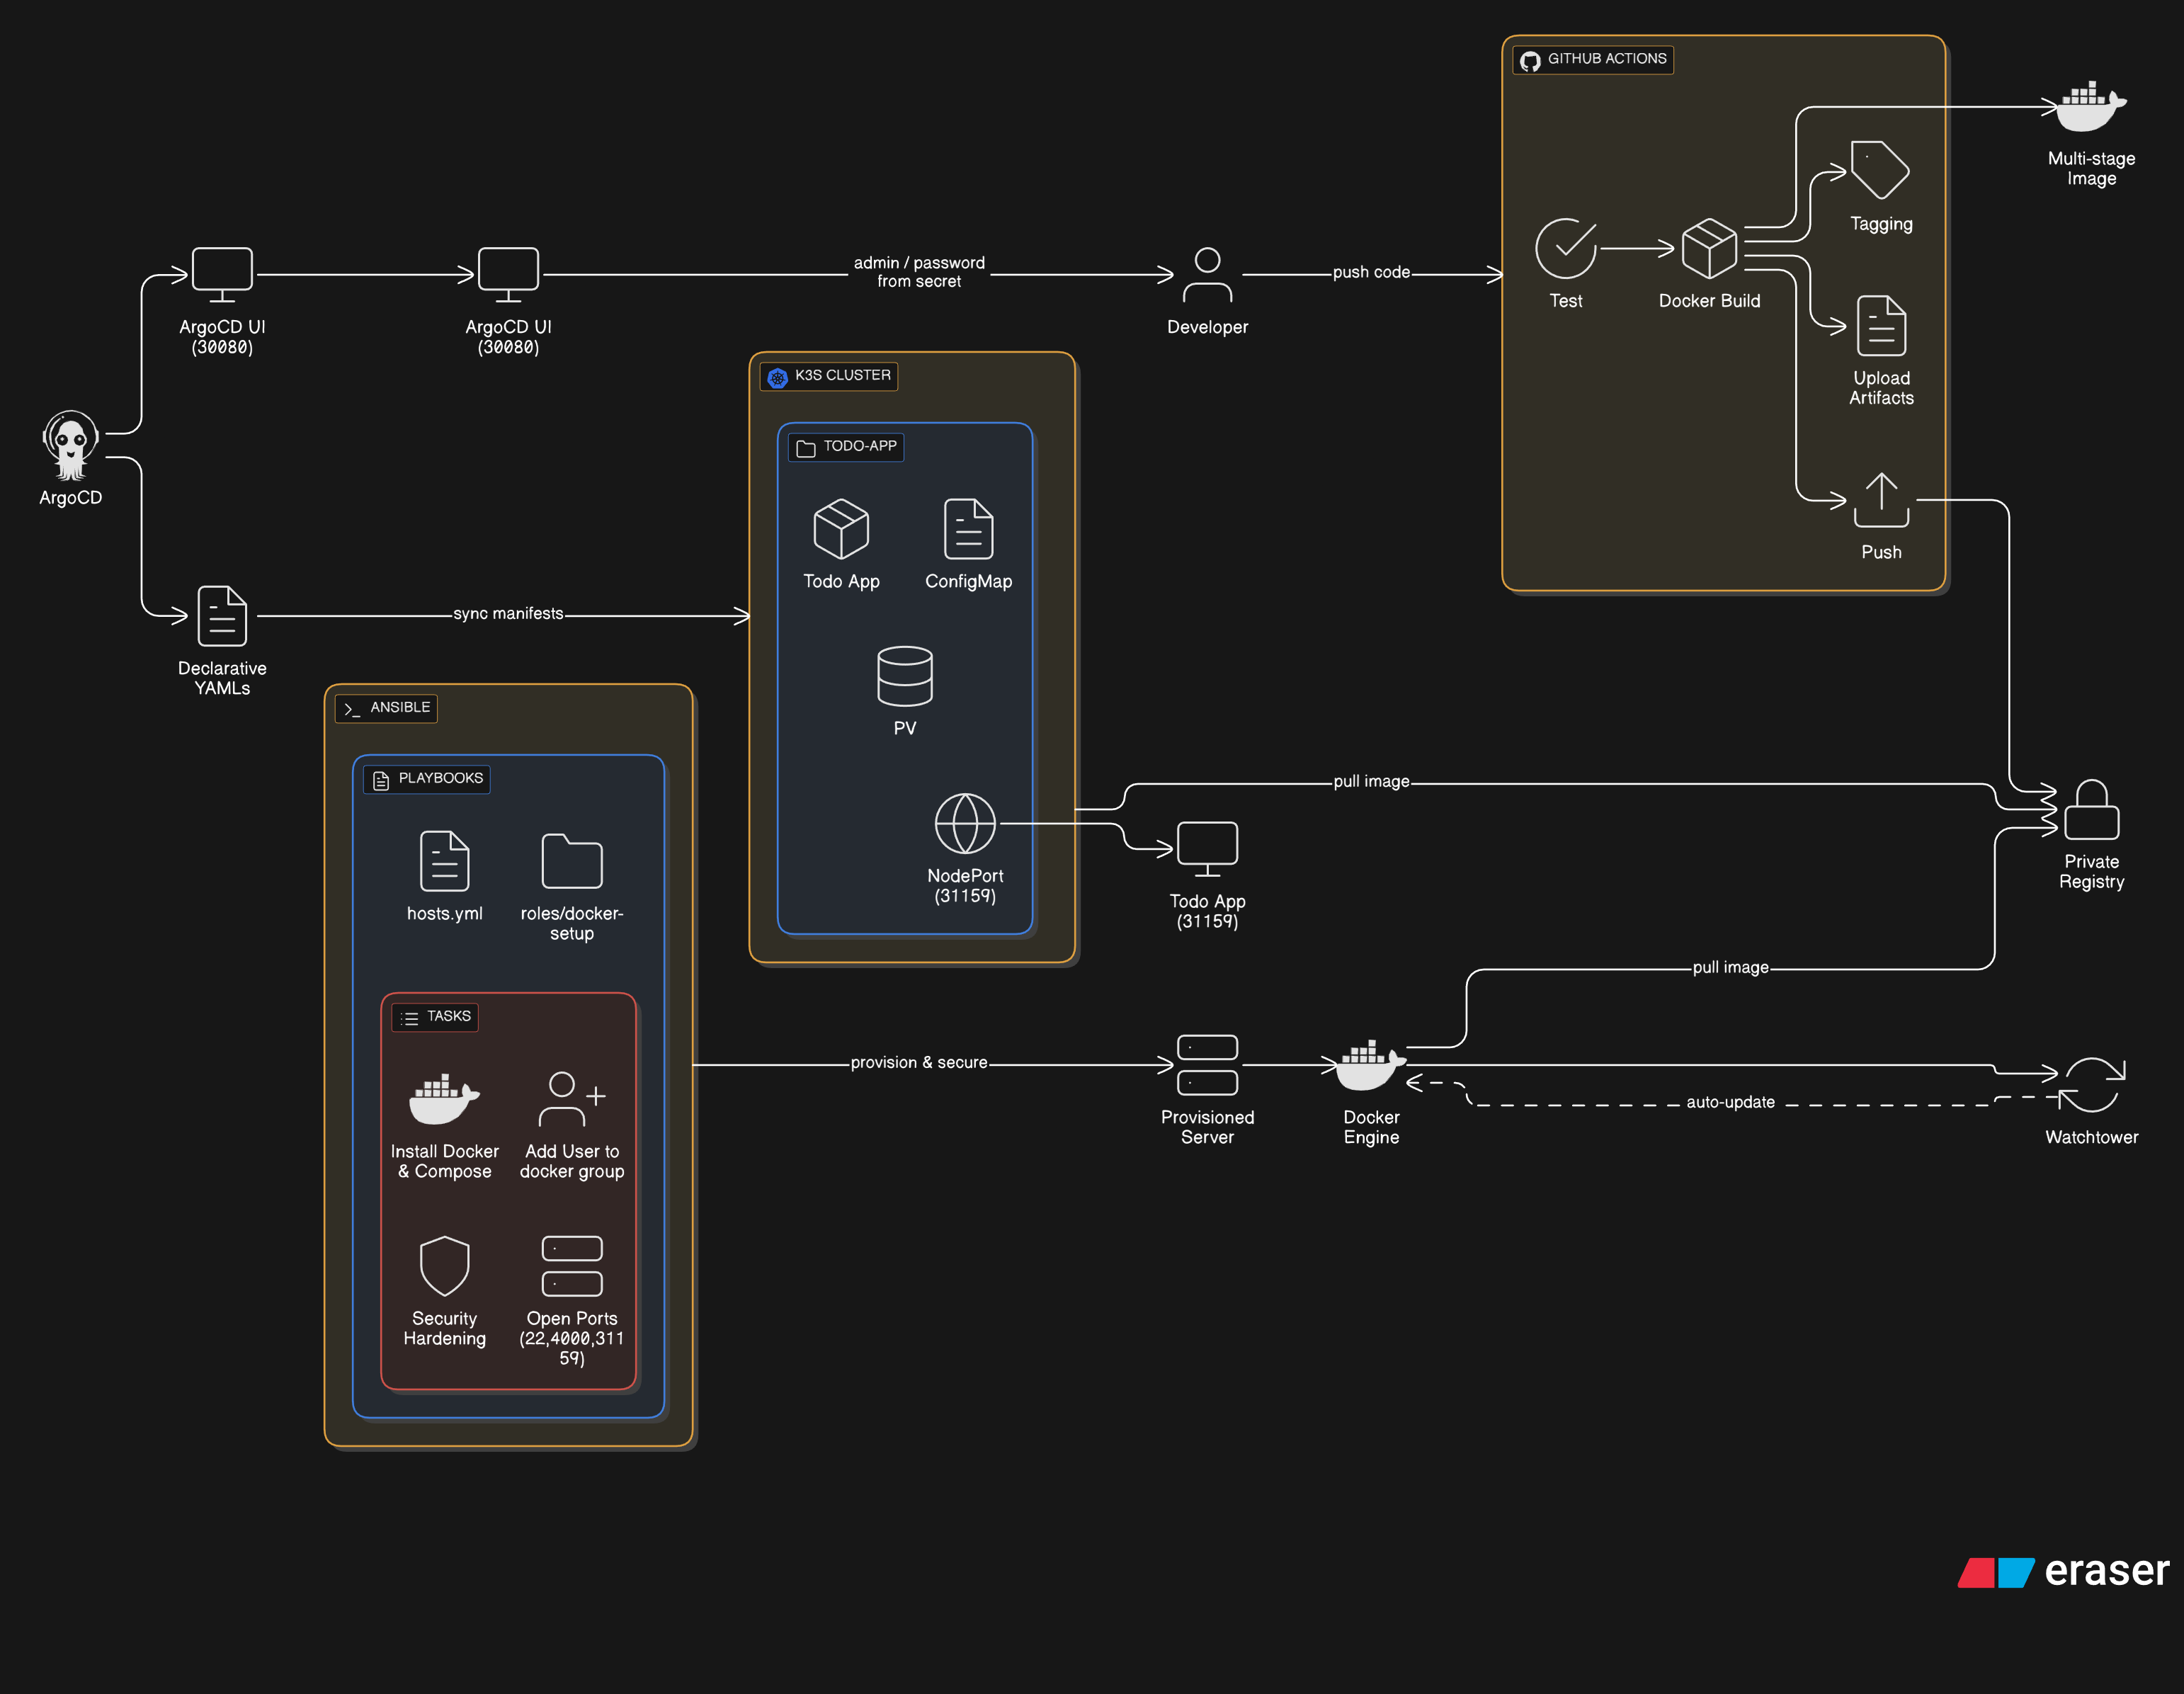 GITHUB ACTIONS
Multi-stage
Image
Tagging
Test
Docker Build
Upload
Artifacts
Push
ArgoCD UI
(30080)
ArgoCD UI
(30080)
admin / password
from secret
Developer
push code
ArgoCD
Declarative
YAMLs
sync manifests
K3S CLUSTER
TODO-APP
Todo App
ConfigMap
PV
NodePort
(31159)
pull image
Todo App
(31159)
Private
Registry
ANSIBLE
PLAYBOOKS
hosts.yml
roles/docker-
setup
TASKS
Install Docker
& Compose
Add User to
docker group
Security
Hardening
Open Ports
(22,4000,311
59)
provision & secure
Provisioned
Server
Docker
Engine
pull image
auto-update
Watchtower
eraser